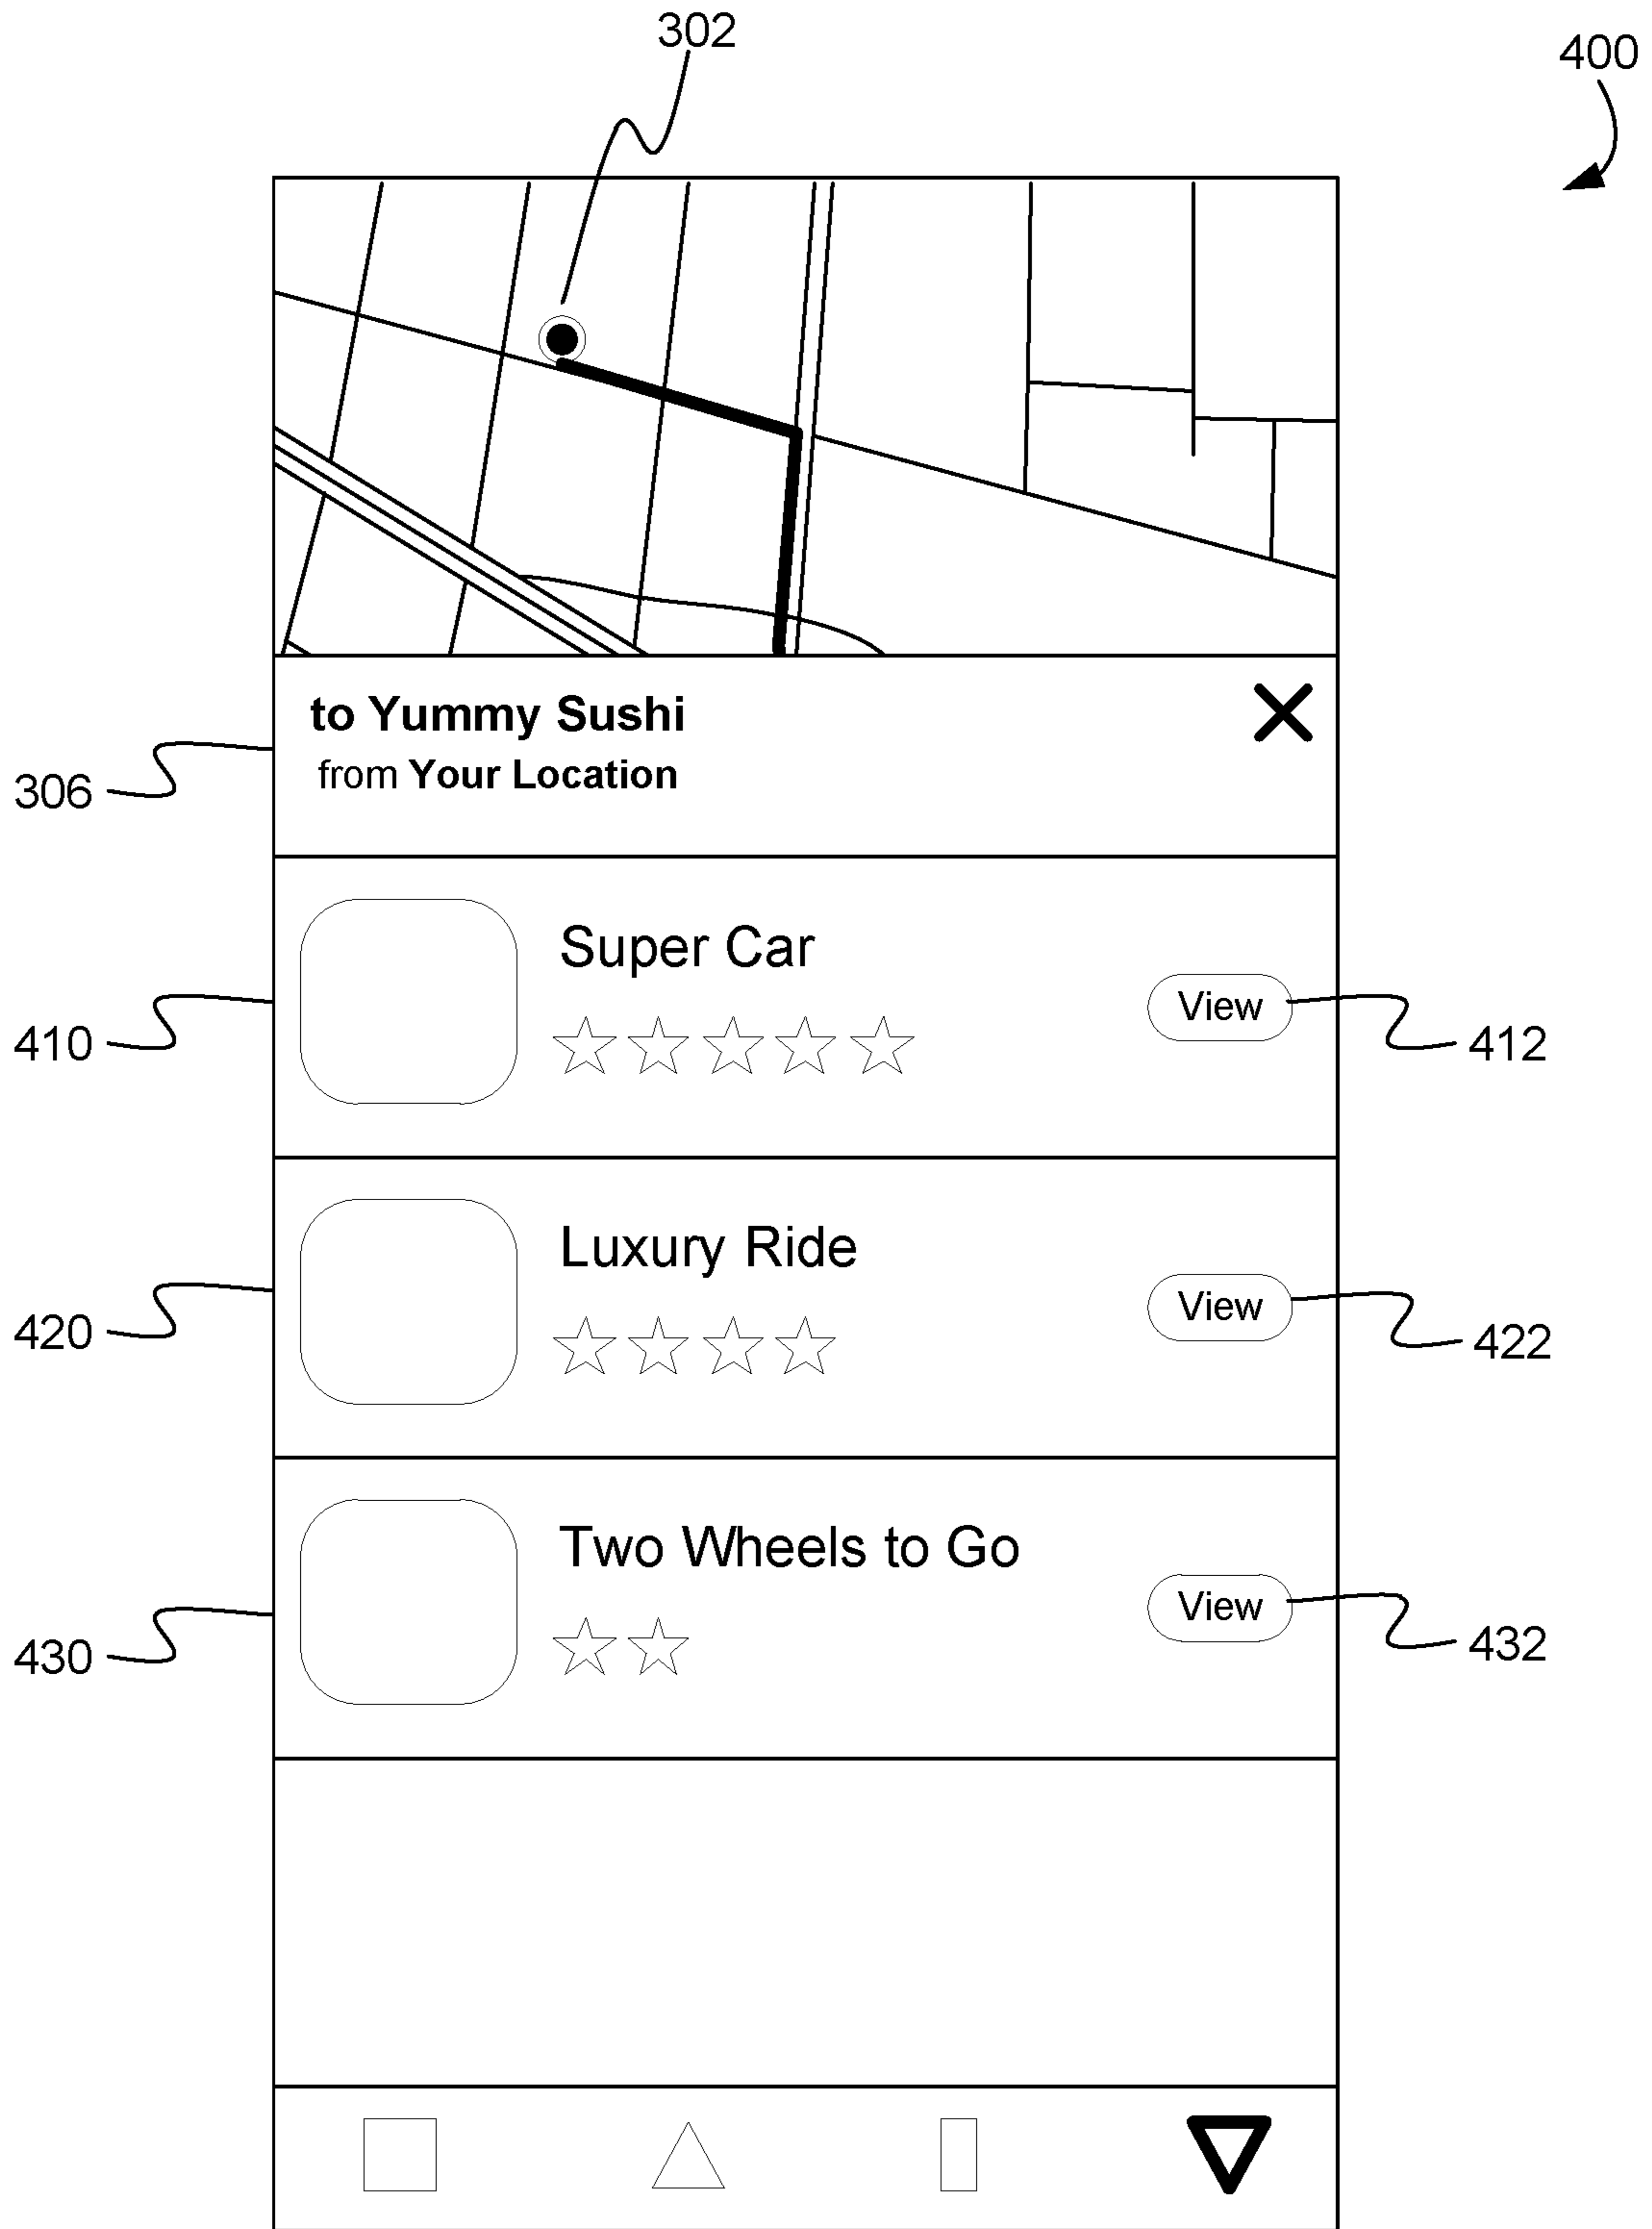 302
400
to Yummy Sushi
from Your Location
306
Super Car
View
410
412
Luxury Ride
View
420
422
Two Wheels to Go
View
430
432